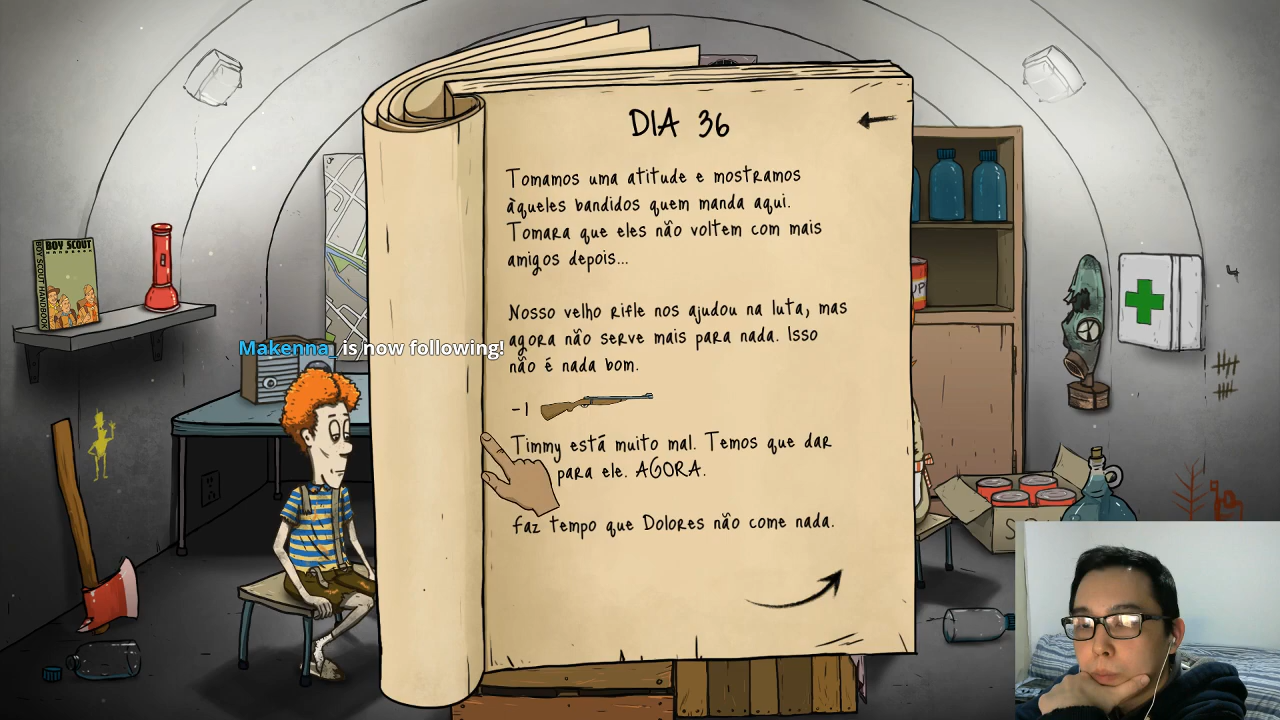 DIA 36
Tomamos uma atitude e mostramos
àqueles bandidos quem manda aqui.
Tomara que eles não voltem com mais
amigos depois...
Nosso velho rifle nos ajudou na luta, mas
agora não serve mais para nada. Isso
não é nada bom.
-1
Timmy está muito mal. Temos que dar
para ele. AGORA.
Faz tempo que Dolores não come nada.
Makenna is now following!
BOY SCOUT
BOY SCOUT HANDBOOK